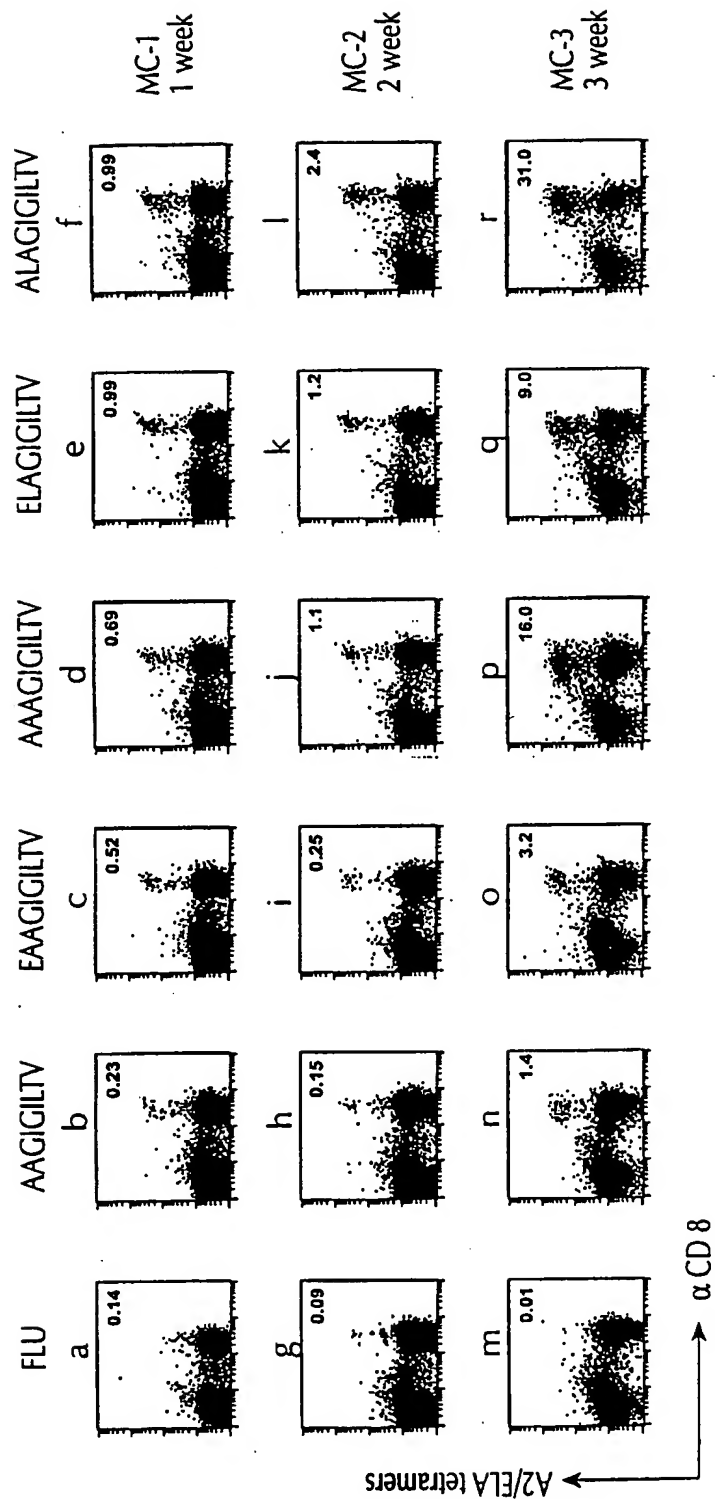 FLU AAGIGILTV EAAGIGILTV AAAGIGILTV ELAGIGILTV ALAGIGILTV
a b c d e f
0.14 0.23 0.52 0.69 0.99 0.99
MC-1
1 week
g h i j k l
0.09 0.15 0.25 1.1 1.2 2.4
MC-2
2 week
m n o p q r
0.01 1.4 3.2 16.0 9.0 31.0
MC-3
3 week
A2/ELA tetramers
α CD 8